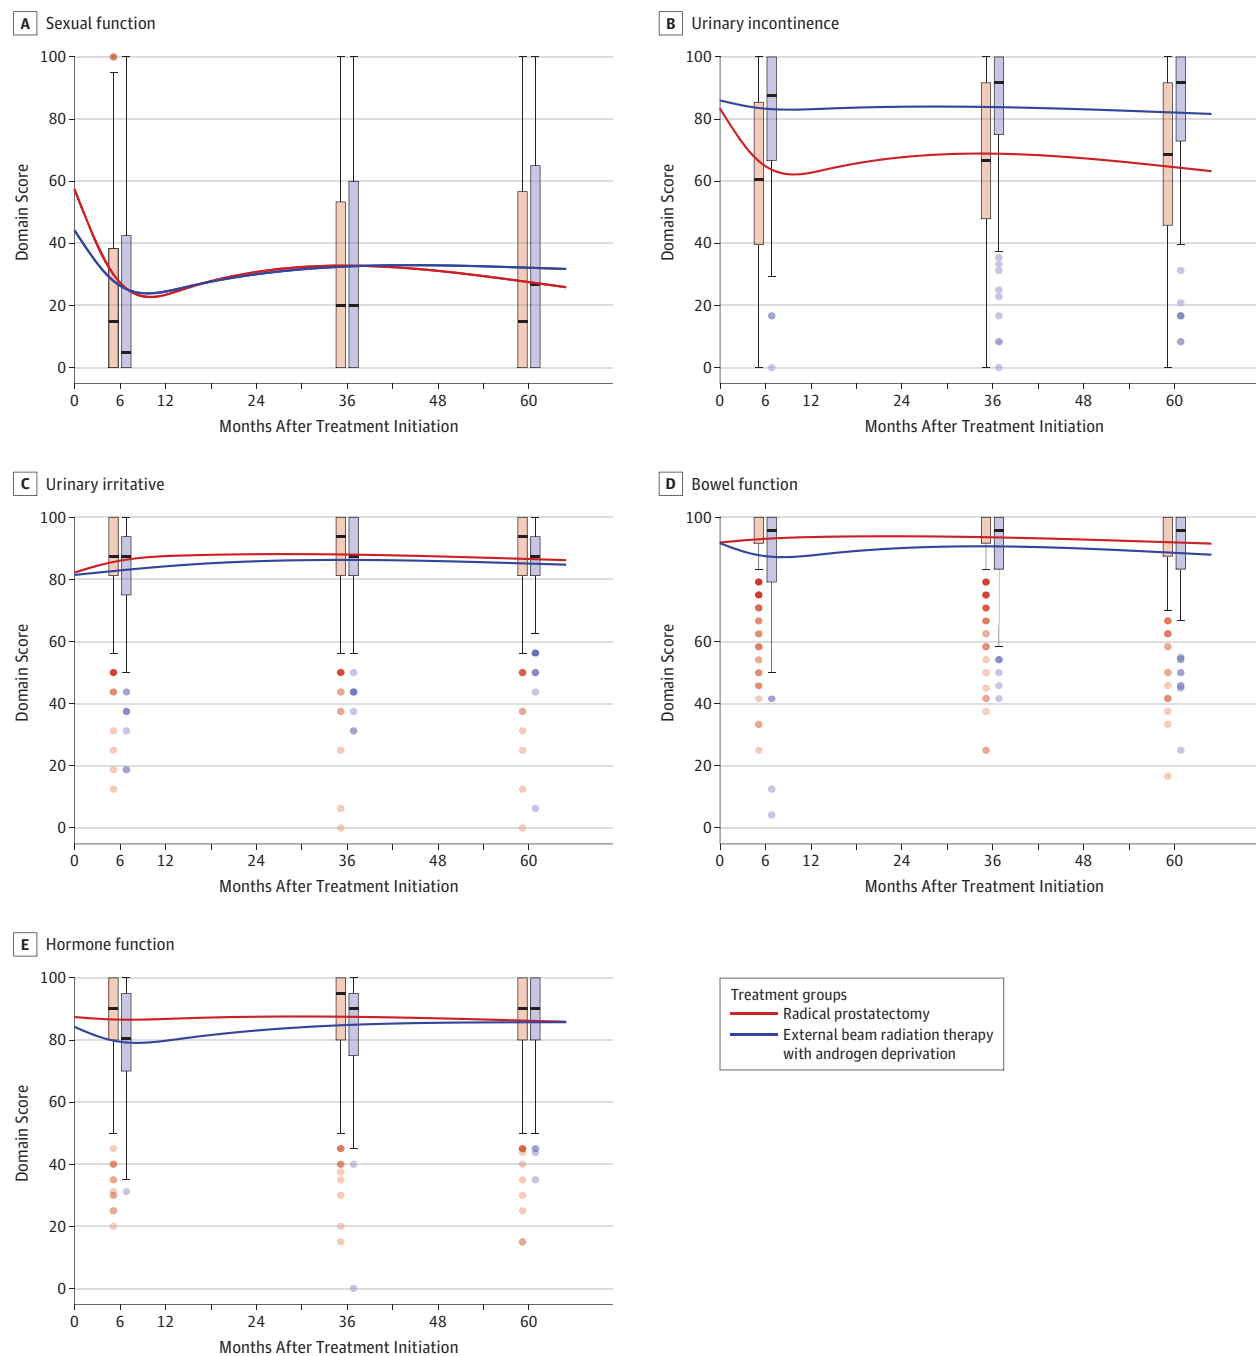 A Sexual function
100
80
60
40
20
0
Domain Score
0 6 12 24 36 48 60
Months After Treatment Initiation
B Urinary incontinence
100
80
60
40
20
0
Domain Score
0 6 12 24 36 48 60
Months After Treatment Initiation
C Urinary irritative
100
80
60
40
20
0
Domain Score
0 6 12 24 36 48 60
Months After Treatment Initiation
D Bowel function
100
80
60
40
20
0
Domain Score
0 6 12 24 36 48 60
Months After Treatment Initiation
E Hormone function
100
80
60
40
20
0
Domain Score
0 6 12 24 36 48 60
Months After Treatment Initiation
Treatment groups
Radical prostatectomy
External beam radiation therapy
with androgen deprivation